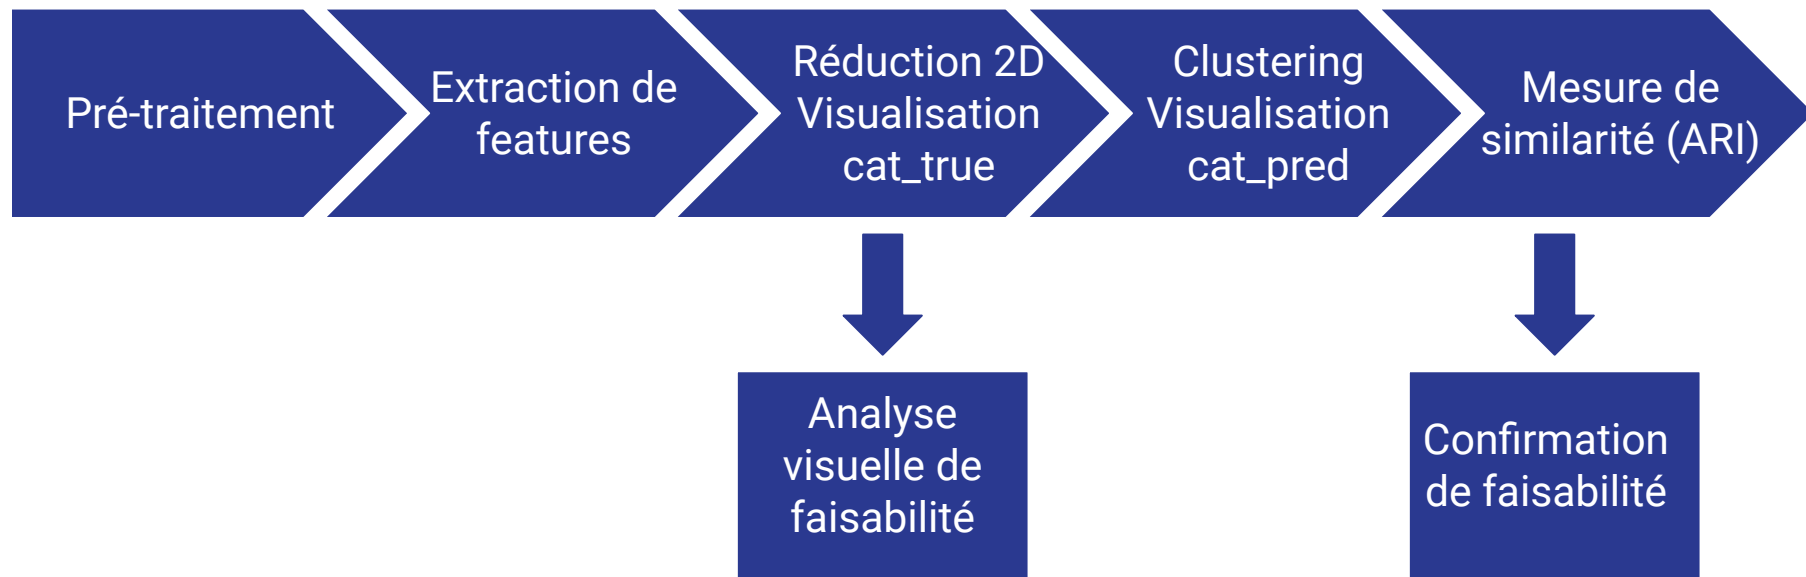 Pré-traitement
Extraction de
features
Réduction 2D
Visualisation
cat_true
Clustering
Visualisation
cat_pred
Mesure de
similarité (ARI)
Analyse
visuelle de
faisabilité
Confirmation
de faisabilité